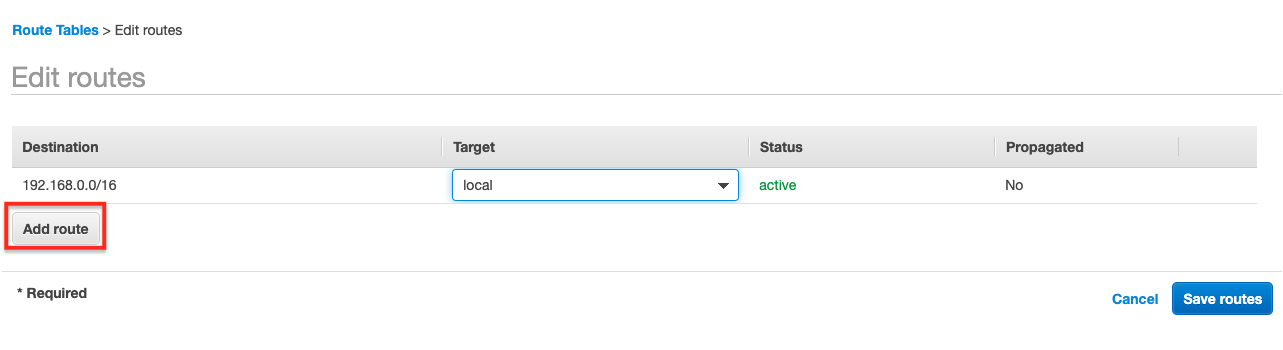 Route Tables > Edit routes
Edit routes
Destination Target Status Propagated
192.168.0.0/16 local active No
Add route
* Required
Cancel Save routes